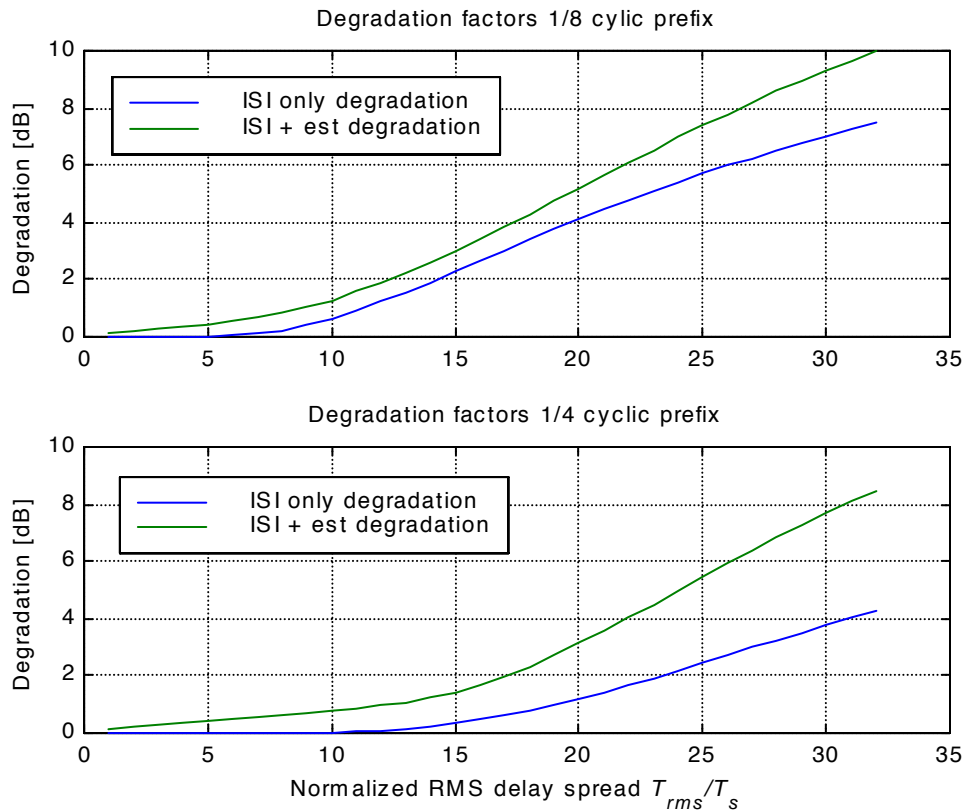 Degradation factors 1/8 cylic prefix
Degradation [dB]
10
8
6
4
2
0
ISI only degradation
ISI + est degradation
0 5 10 15 20 25 30 35
Degradation factors 1/4 cyclic prefix
Degradation [dB]
10
8
6
4
2
0
ISI only degradation
ISI + est degradation
0 5 10 15 20 25 30 35
Normalized RMS delay spread T_rms/T_s